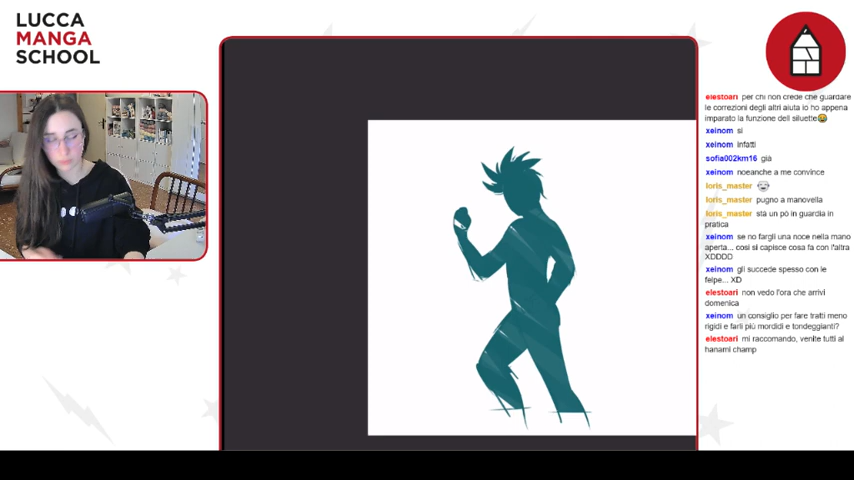 LUCCA
MANGA
SCHOOL
elestoari per chi non crede che guardare
le correzioni degli altri aiuta io ho appena
imparato la funzione dell siluette
xeinom si
xeinom infatti
sofia002km16 già
xeinom noeanche a me convince
loris_master
loris_master pugno a manovella
loris_master sta un pò in guardia in
pratica
xeinom se no fargli una noce nella mano
aperta... cosi si capisce cosa fa con l'altra
XDDDD
xeinom gli succede spesso con le
felpe... XD
elestoari non vedo l'ora che arrivi
domenica
xeinom un consiglio per fare tratti meno
rigidi e farli più morbidi e tondeggianti?
elestoari mi raccomando, venite tutti al
hanami champ